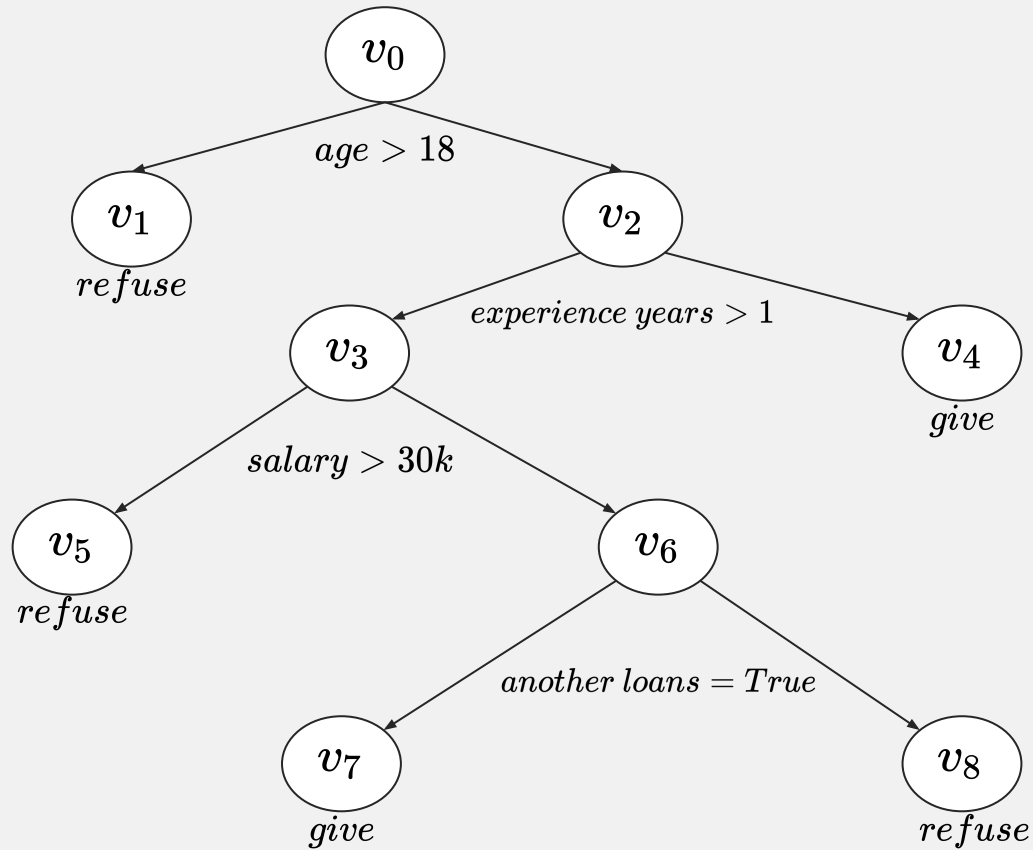 v0
age > 18
v1
v2
refuse
experience years > 1
v3
v4
give
salary > 30k
v5
v6
refuse
another loans = True
v7
v8
give
refuse